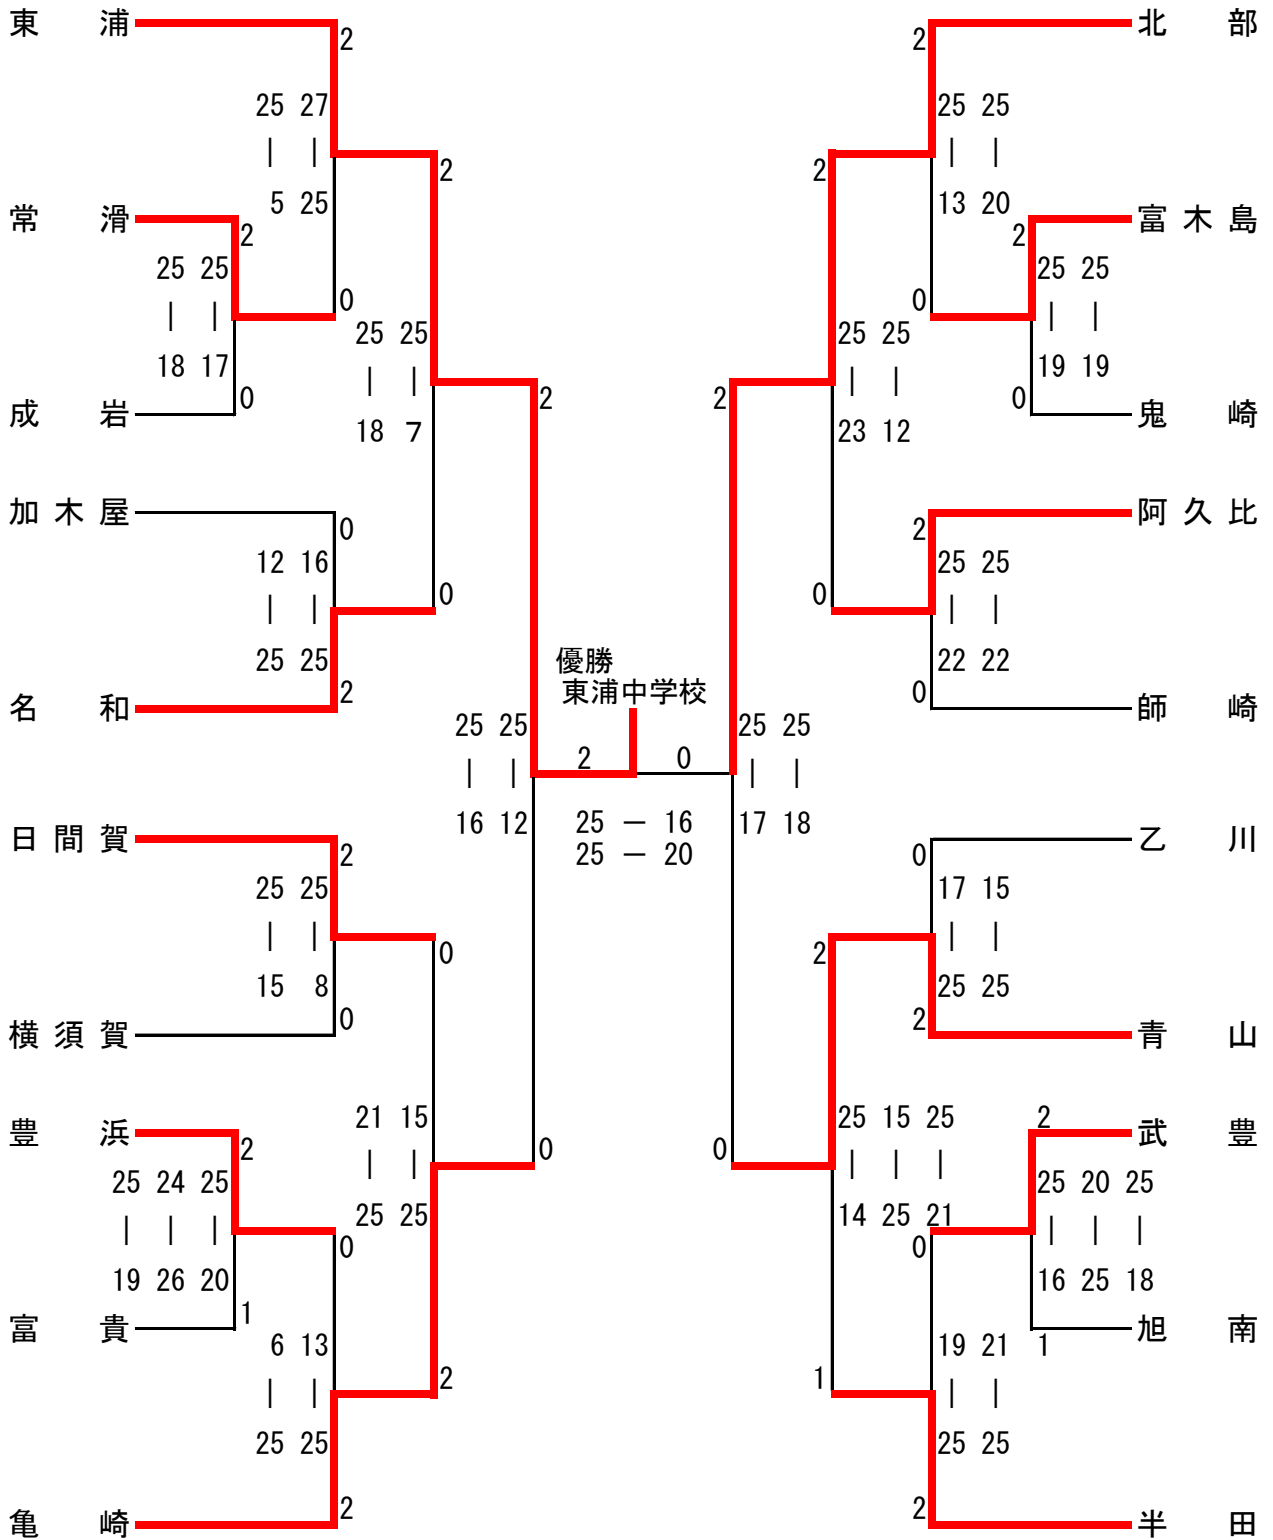 東浦 2 2 北部
25 27 25 25
| | | |
5 25 2 2 13 20
常滑 2 2 富木島
25 25 25 25
| | 0 0 | |
18 17 25 25 25 25 19 19
| | | |
成岩 0 18 7 2 2 23 12 0 鬼崎
加木屋 0 2 阿久比
12 16 25 25
| | 0 0 | |
25 25 優勝 22 22
名和 2 東浦中学校 0 師崎
25 25 2 0 25 25
| | | |
16 12 25 ― 16 17 18
25 ― 20
日間賀 2 0 乙川
25 25 17 15
| | 0 2 | |
15 8 25 25
横須賀 0 2 青山
21 15 25 15 25
| | | | |
25 25 0 0 14 25 21
豊浜 2 2 武豊
25 24 25 25 20 25
| | | | | |
19 26 20 0 0 16 25 18
富貴 1 1 旭南
6 13 19 21
| | 2 1 | |
25 25 25 25
亀崎 2 2 半田